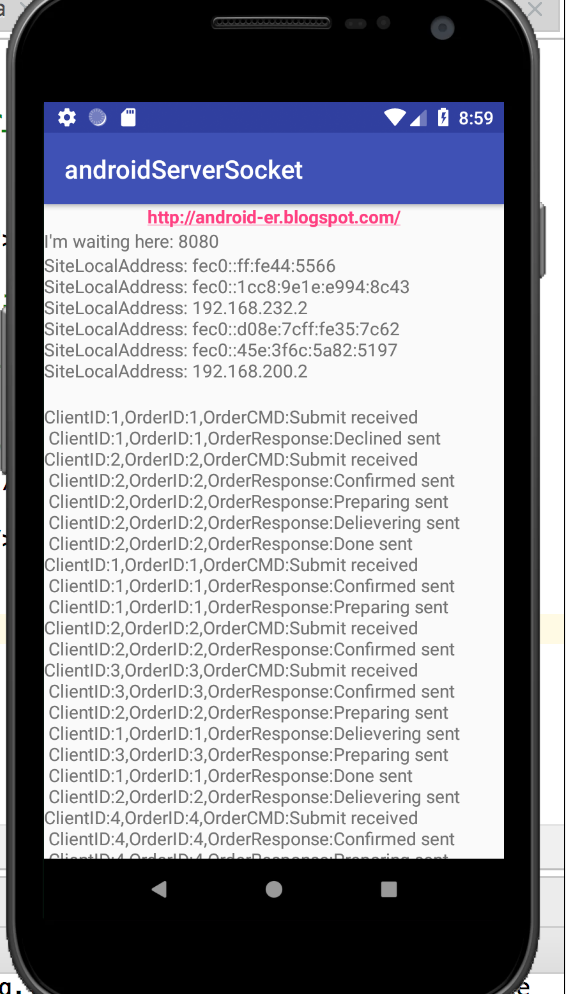 8:59
androidServerSocket
http://android-er.blogspot.com/
I'm waiting here: 8080
SiteLocalAddress: fec0::ff:fe44:5566
SiteLocalAddress: fec0::1cc8:9e1e:e994:8c43
SiteLocalAddress: 192.168.232.2
SiteLocalAddress: fec0::d08e:7cff:fe35:7c62
SiteLocalAddress: fec0::45e:3f6c:5a82:5197
SiteLocalAddress: 192.168.200.2
ClientID:1,OrderID:1,OrderCMD:Submit received
ClientID:1,OrderID:1,OrderResponse:Declined sent
ClientID:2,OrderID:2,OrderCMD:Submit received
ClientID:2,OrderID:2,OrderResponse:Confirmed sent
ClientID:2,OrderID:2,OrderResponse:Preparing sent
ClientID:2,OrderID:2,OrderResponse:Delievering sent
ClientID:2,OrderID:2,OrderResponse:Done sent
ClientID:1,OrderID:1,OrderCMD:Submit received
ClientID:1,OrderID:1,OrderResponse:Confirmed sent
ClientID:1,OrderID:1,OrderResponse:Preparing sent
ClientID:2,OrderID:2,OrderCMD:Submit received
ClientID:2,OrderID:2,OrderResponse:Confirmed sent
ClientID:3,OrderID:3,OrderCMD:Submit received
ClientID:3,OrderID:3,OrderResponse:Confirmed sent
ClientID:2,OrderID:2,OrderResponse:Preparing sent
ClientID:1,OrderID:1,OrderResponse:Delievering sent
ClientID:3,OrderID:3,OrderResponse:Preparing sent
ClientID:1,OrderID:1,OrderResponse:Done sent
ClientID:2,OrderID:2,OrderResponse:Delievering sent
ClientID:4,OrderID:4,OrderCMD:Submit received
ClientID:4,OrderID:4,OrderResponse:Confirmed sent
ClientID:4,OrderID:4,OrderResponse:Preparing sent